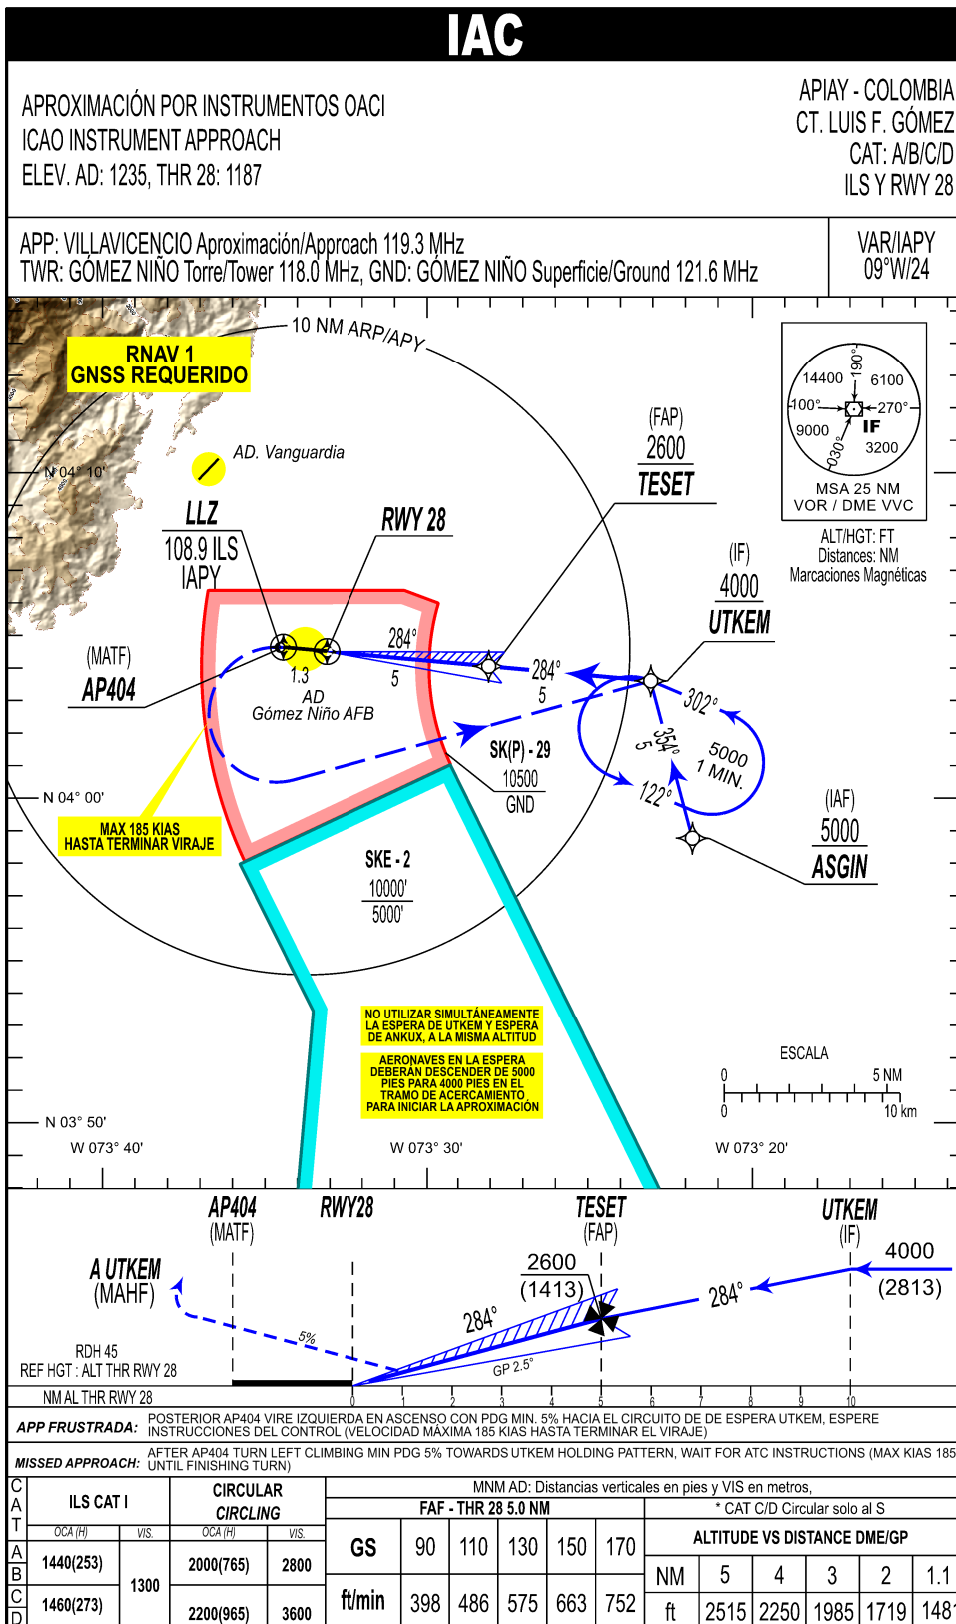 IAC
APROXIMACIÓN POR INSTRUMENTOS OACI
ICAO INSTRUMENT APPROACH
ELEV. AD: 1235, THR 28: 1187
APIAY - COLOMBIA
CT. LUIS F. GÓMEZ
CAT: A/B/C/D
ILS Y RWY 28
APP: VILLAVICENCIO Aproximación/Approach 119.3 MHz
TWR: GÓMEZ NIÑO Torre/Tower 118.0 MHz, GND: GÓMEZ NIÑO Superficie/Ground 121.6 MHz
VAR/IAPY
09°W/24
10 NM ARP/APY
RNAV 1
GNSS REQUERIDO
14400
190°
6100
100°
270°
IF
9000
030°
3200
MSA 25 NM
VOR / DME VVC
ALT/HGT: FT
Distances: NM
Marcaciones Magnéticas
AD. Vanguardia
N 04° 10'
(FAP)
2600
TESET
LLZ
108.9 ILS
IAPY
RWY 28
(IF)
4000
UTKEM
(MATF)
AP404
284°
5
284°
5
1.3
AD
Gómez Niño AFB
302°
354°
5
5000
1 MIN.
122°
SK(P) - 29
10500
GND
N 04° 00'
MAX 185 KIAS
HASTA TERMINAR VIRAJE
(IAF)
5000
ASGIN
SKE - 2
10000'
5000'
NO UTILIZAR SIMULTÁNEAMENTE
LA ESPERA DE UTKEM Y ESPERA
DE ANKUX, A LA MISMA ALTITUD
AERONAVES EN LA ESPERA
DEBERÁN DESCENDER DE 5000
PIES PARA 4000 PIES EN EL
TRAMO DE ACERCAMIENTO
PARA INICIAR LA APROXIMACIÓN
ESCALA
0 5 NM
0 10 km
N 03° 50'
W 073° 40' W 073° 30' W 073° 20'
AP404
(MATF)
RWY28
TESET
(FAP)
UTKEM
(IF)
A UTKEM
(MAHF)
2600
(1413)
4000
(2813)
284°
284°
5%
GP 2.5°
RDH 45
REF HGT : ALT THR RWY 28
NM AL THR RWY 28
0 1 2 3 4 5 6 7 8 9 10
APP FRUSTRADA: POSTERIOR AP404 VIRE IZQUIERDA EN ASCENSO CON PDG MIN. 5% HACIA EL CIRCUITO DE DE ESPERA UTKEM, ESPERE
INSTRUCCIONES DEL CONTROL (VELOCIDAD MÁXIMA 185 KIAS HASTA TERMINAR EL VIRAJE)
MISSED APPROACH: AFTER AP404 TURN LEFT CLIMBING MIN PDG 5% TOWARDS UTKEM HOLDING PATTERN, WAIT FOR ATC INSTRUCTIONS (MAX KIAS 185
UNTIL FINISHING TURN)
CAT
ILS CAT I
CIRCULAR
CIRCLING
MNM AD: Distancias verticales en pies y VIS en metros,
FAF - THR 28 5.0 NM
* CAT C/D Circular solo al S
OCA (H) VIS. OCA (H) VIS.
GS 90 110 130 150 170
ALTITUDE VS DISTANCE DME/GP
A
B
1440(253)
1300
2000(765) 2800
NM 5 4 3 2 1.1
C
D
1460(273)
2200(965) 3600
ft/min 398 486 575 663 752
ft 2515 2250 1985 1719 1481